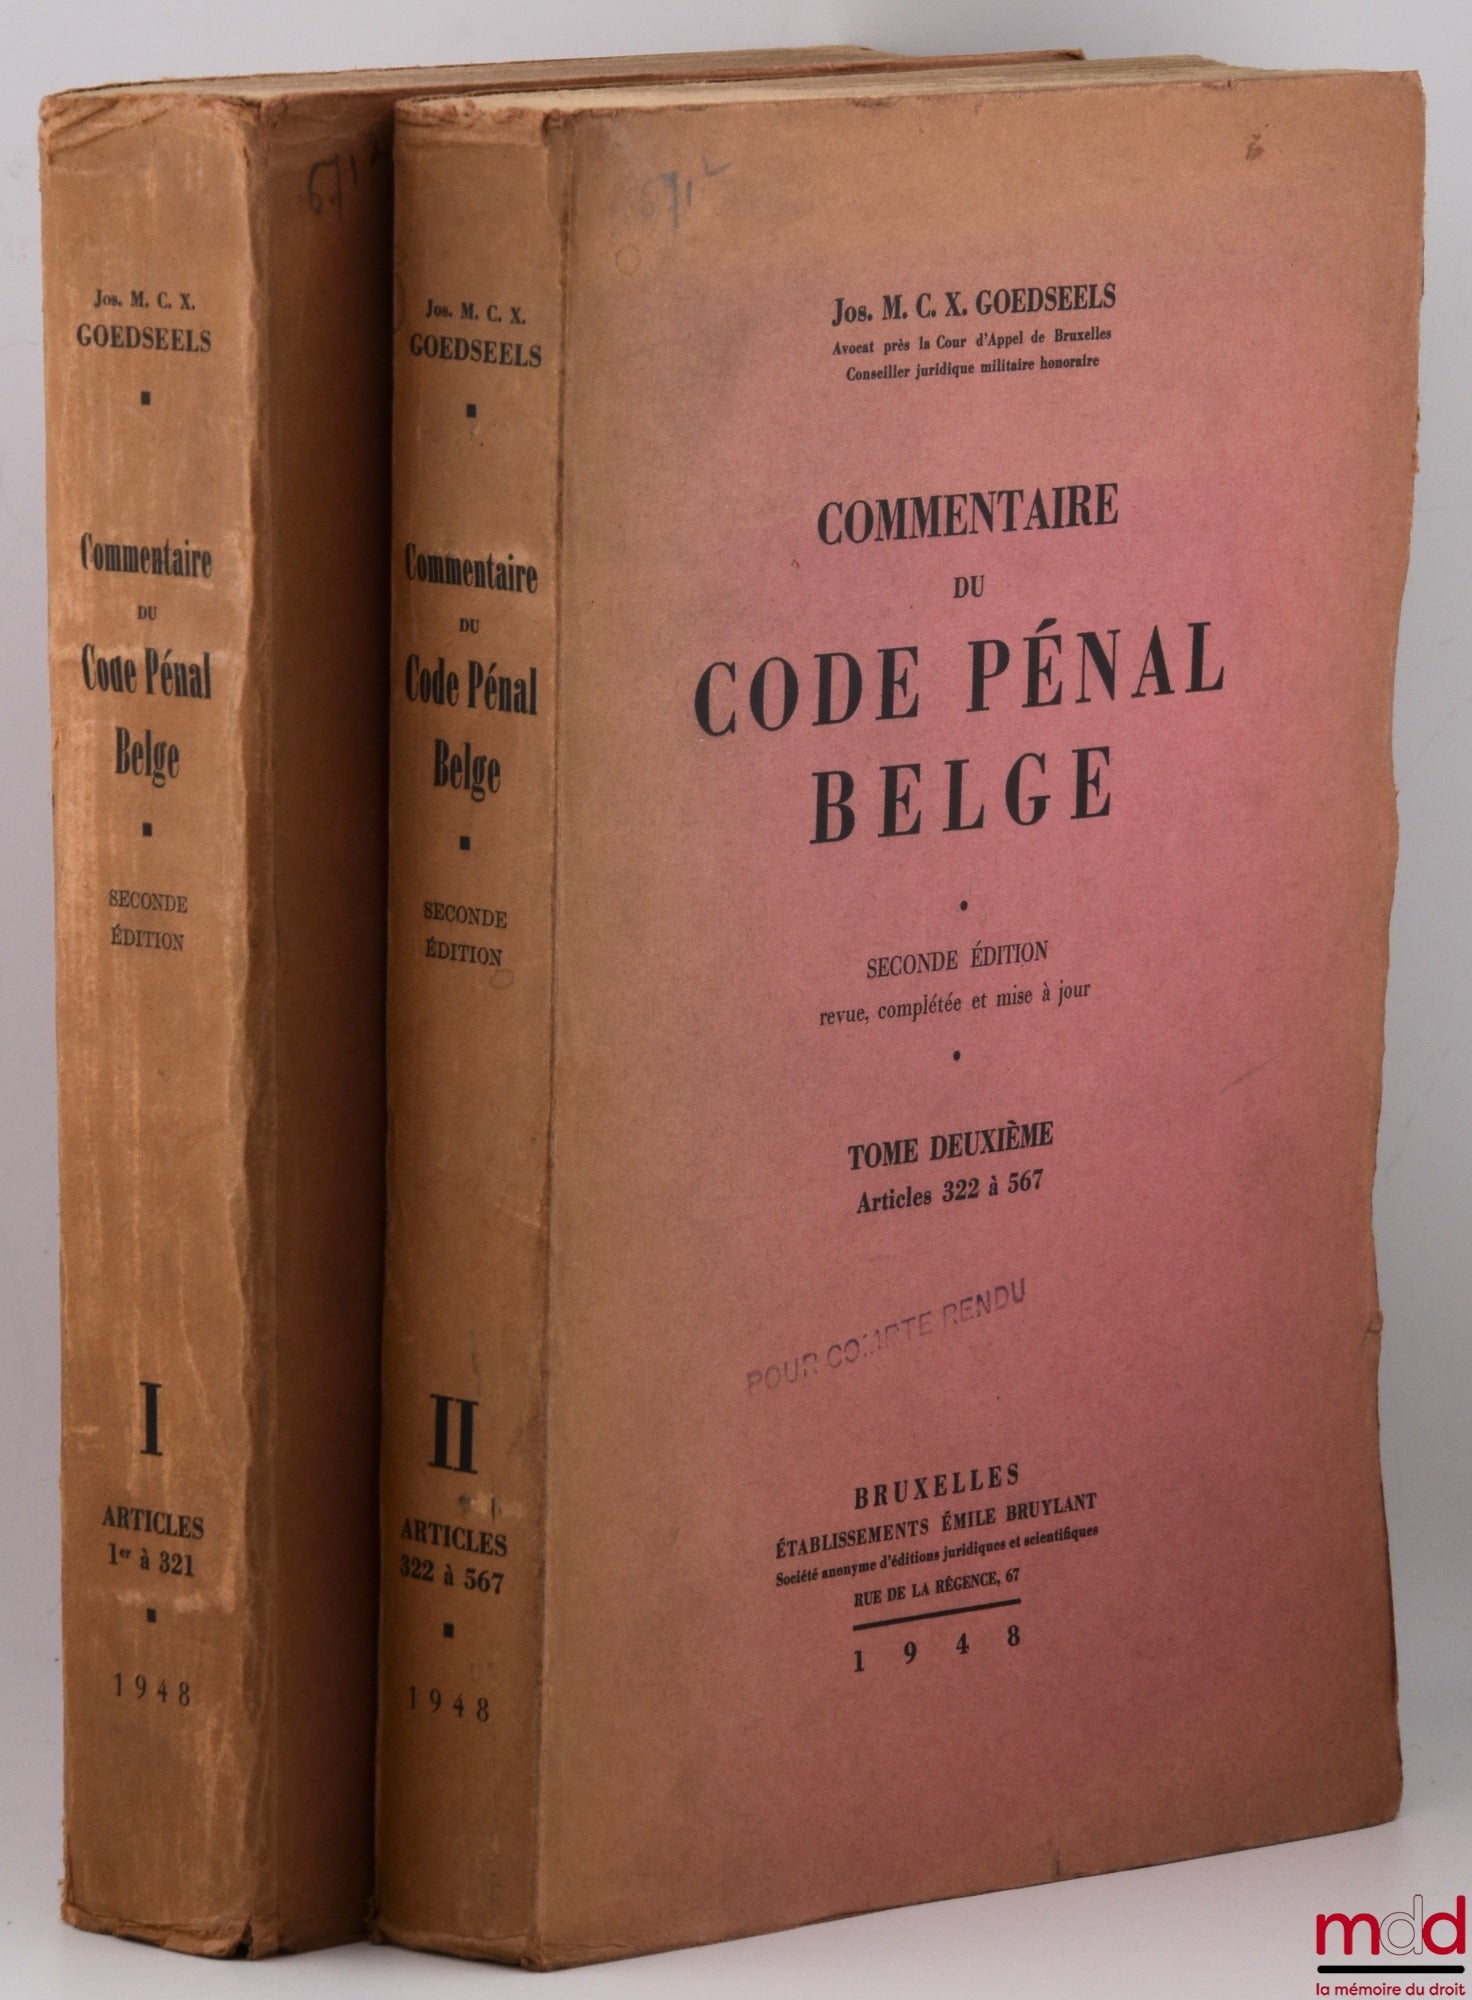 Jos. M. C. X.
GOEDSEELS
Commentaire
DU
Code Pénal
Belge
SECONDE
ÉDITION
I
ARTICLES
1er à 321
1948
Jos. M. C. X.
GOEDSEELS
Commentaire
DU
Code Pénal
Belge
SECONDE
ÉDITION
II
ARTICLES
322 à 567
1948
Jos. M. C. X. GOEDSEELS
Avocat près la Cour d'Appel de Bruxelles
Conseiller juridique militaire honoraire
COMMENTAIRE
DU
CODE PÉNAL
BELGE
SECONDE ÉDITION
revue, complétée et mise à jour
TOME DEUXIÈME
Articles 322 à 567
POUR COMPTE RENDU
BRUXELLES
ÉTABLISSEMENTS ÉMILE BRUYLANT
Société anonyme d'éditions juridiques et scientifiques
RUE DE LA RÉGENCE, 67
1948
mdd
la mémoire du droit